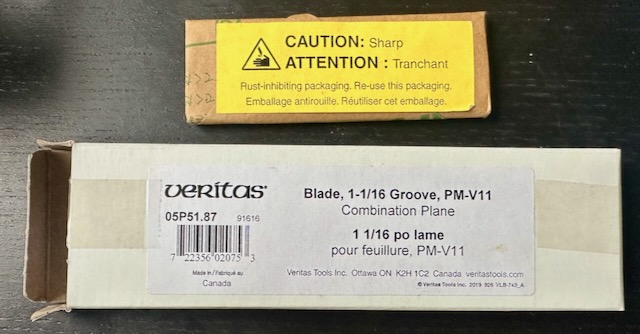 CAUTION: Sharp
ATTENTION : Tranchant
Rust-inhibiting packaging. Re-use this packaging.
Emballage antirouille. Réutiliser cet emballage.
veritas®
05P51.87 91616
7 22356 02075 3
Made in / Fabriqué au
Canada
Blade, 1-1/16 Groove, PM-V11
Combination Plane
1 1/16 po lame
pour feuillure, PM-V11
Veritas Tools Inc. Ottawa ON K2H 1C2 Canada veritastools.com
© Veritas Tools Inc. 2019 926 VLB-743_A